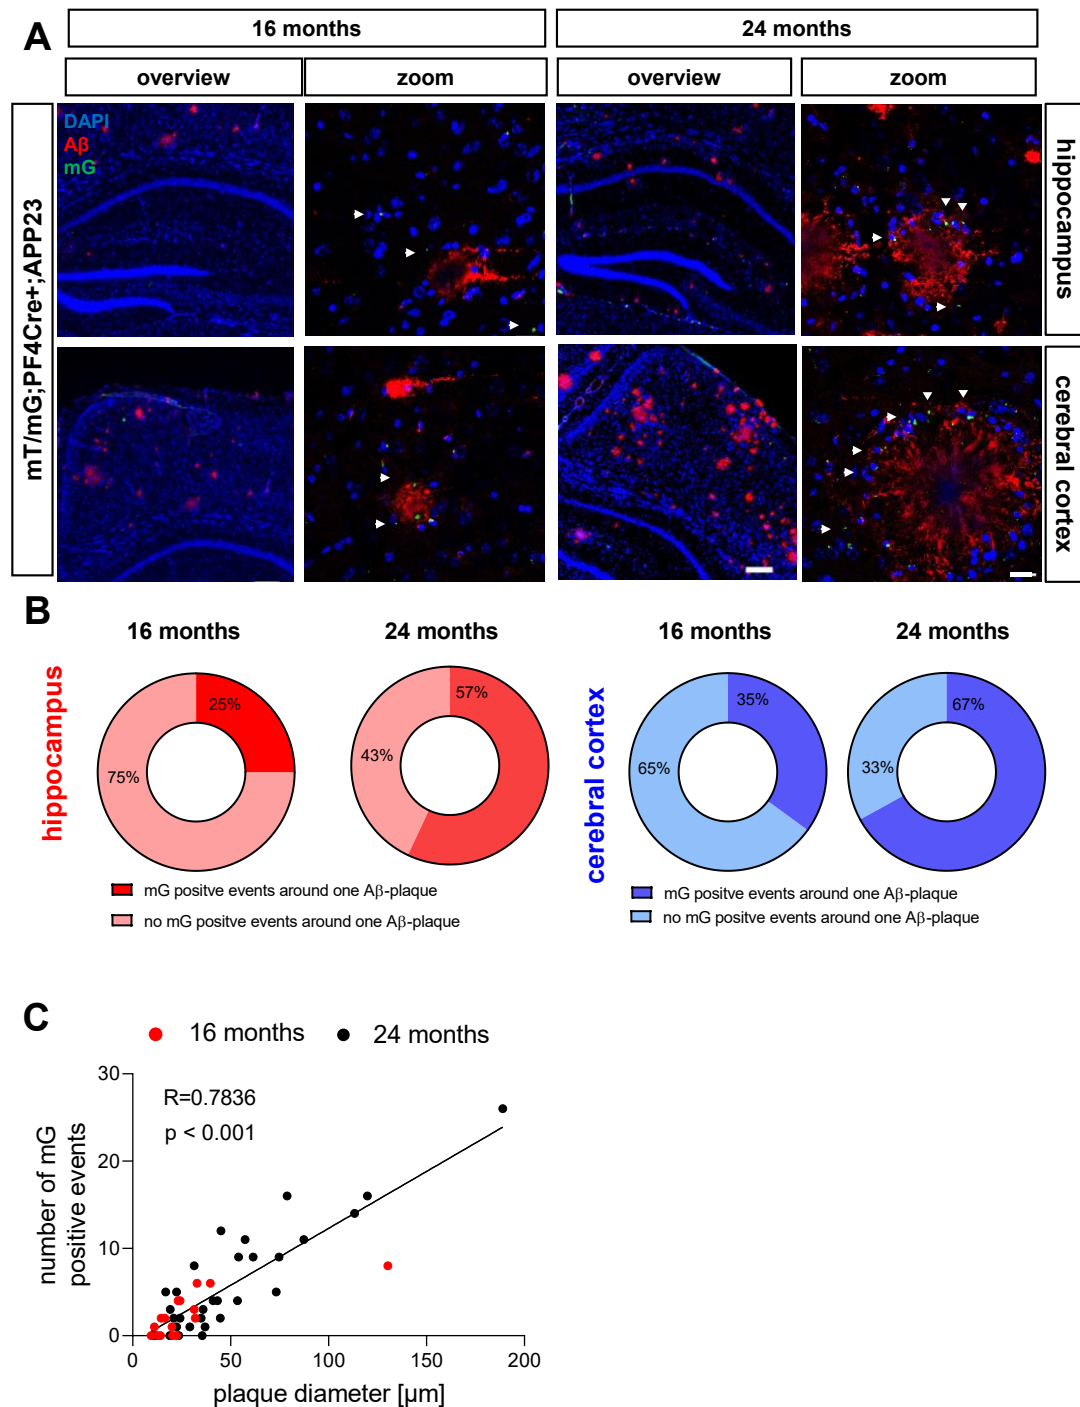 A
16 months
24 months
overview
zoom
overview
zoom
mT/mG;PF4Cre+;APP23
DAPI
Aβ
mG
hippocampus
cerebral cortex
B
16 months
24 months
16 months
24 months
hippocampus
25%
75%
57%
43%
cerebral cortex
35%
65%
67%
33%
mG positve events around one Aβ-plaque
no mG positve events around one Aβ-plaque
mG positve events around one Aβ-plaque
no mG positve events around one Aβ-plaque
C
16 months
24 months
R=0.7836
p < 0.001
number of mG
positive events
30
20
10
0
0
50
100
150
200
plaque diameter [µm]